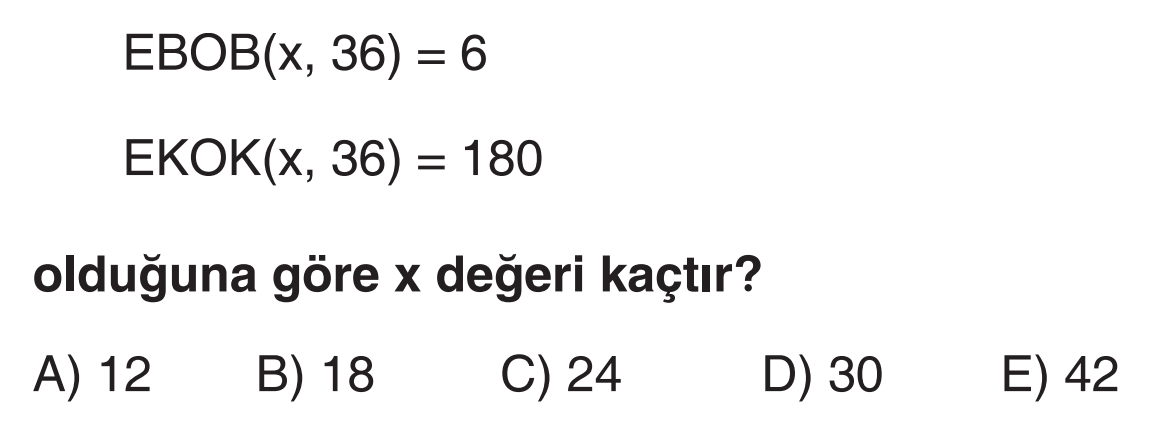 EBOB(x, 36) = 6
EKOK(x, 36) = 180
olduğuna göre x değeri kaçtır?
A) 12 B) 18 C) 24 D) 30 E) 42